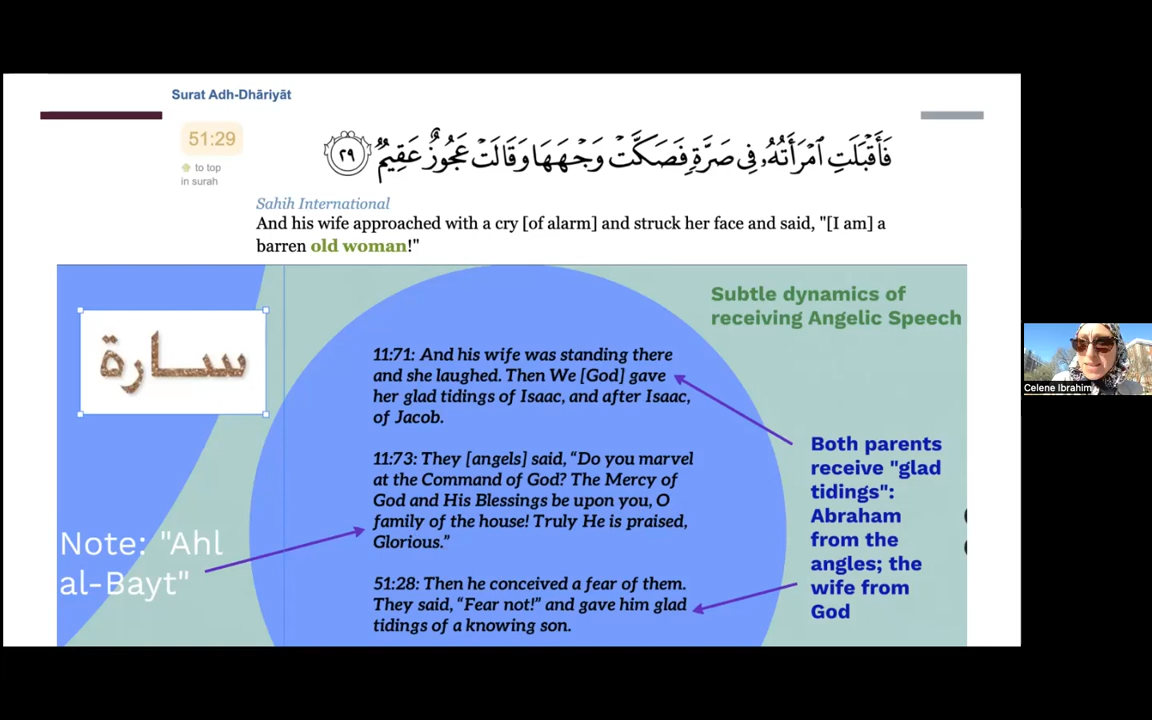 Surat Adh-Dhāriyāt
51:29
to top
in surah
فَأَقْبَلَتِ ٱمْرَأَتُهُۥ فِى صَرَّةٍ فَصَكَّتْ وَجْهَهَا وَقَالَتْ عَجُوزٌ عَقِيمٌ ٢٩
Sahih International
And his wife approached with a cry [of alarm] and struck her face and said, "[I am] a
barren old woman!"
Subtle dynamics of
receiving Angelic Speech
سارة
11:71: And his wife was standing there
and she laughed. Then We [God] gave
her glad tidings of Isaac, and after Isaac,
of Jacob.
11:73: They [angels] said, “Do you marvel
at the Command of God? The Mercy of
God and His Blessings be upon you, O
family of the house! Truly He is praised,
Glorious.”
51:28: Then he conceived a fear of them.
They said, “Fear not!” and gave him glad
tidings of a knowing son.
Note: "Ahl
al-Bayt"
Both parents
receive "glad
tidings":
Abraham
from the
angles; the
wife from
God
Celene Ibrahim